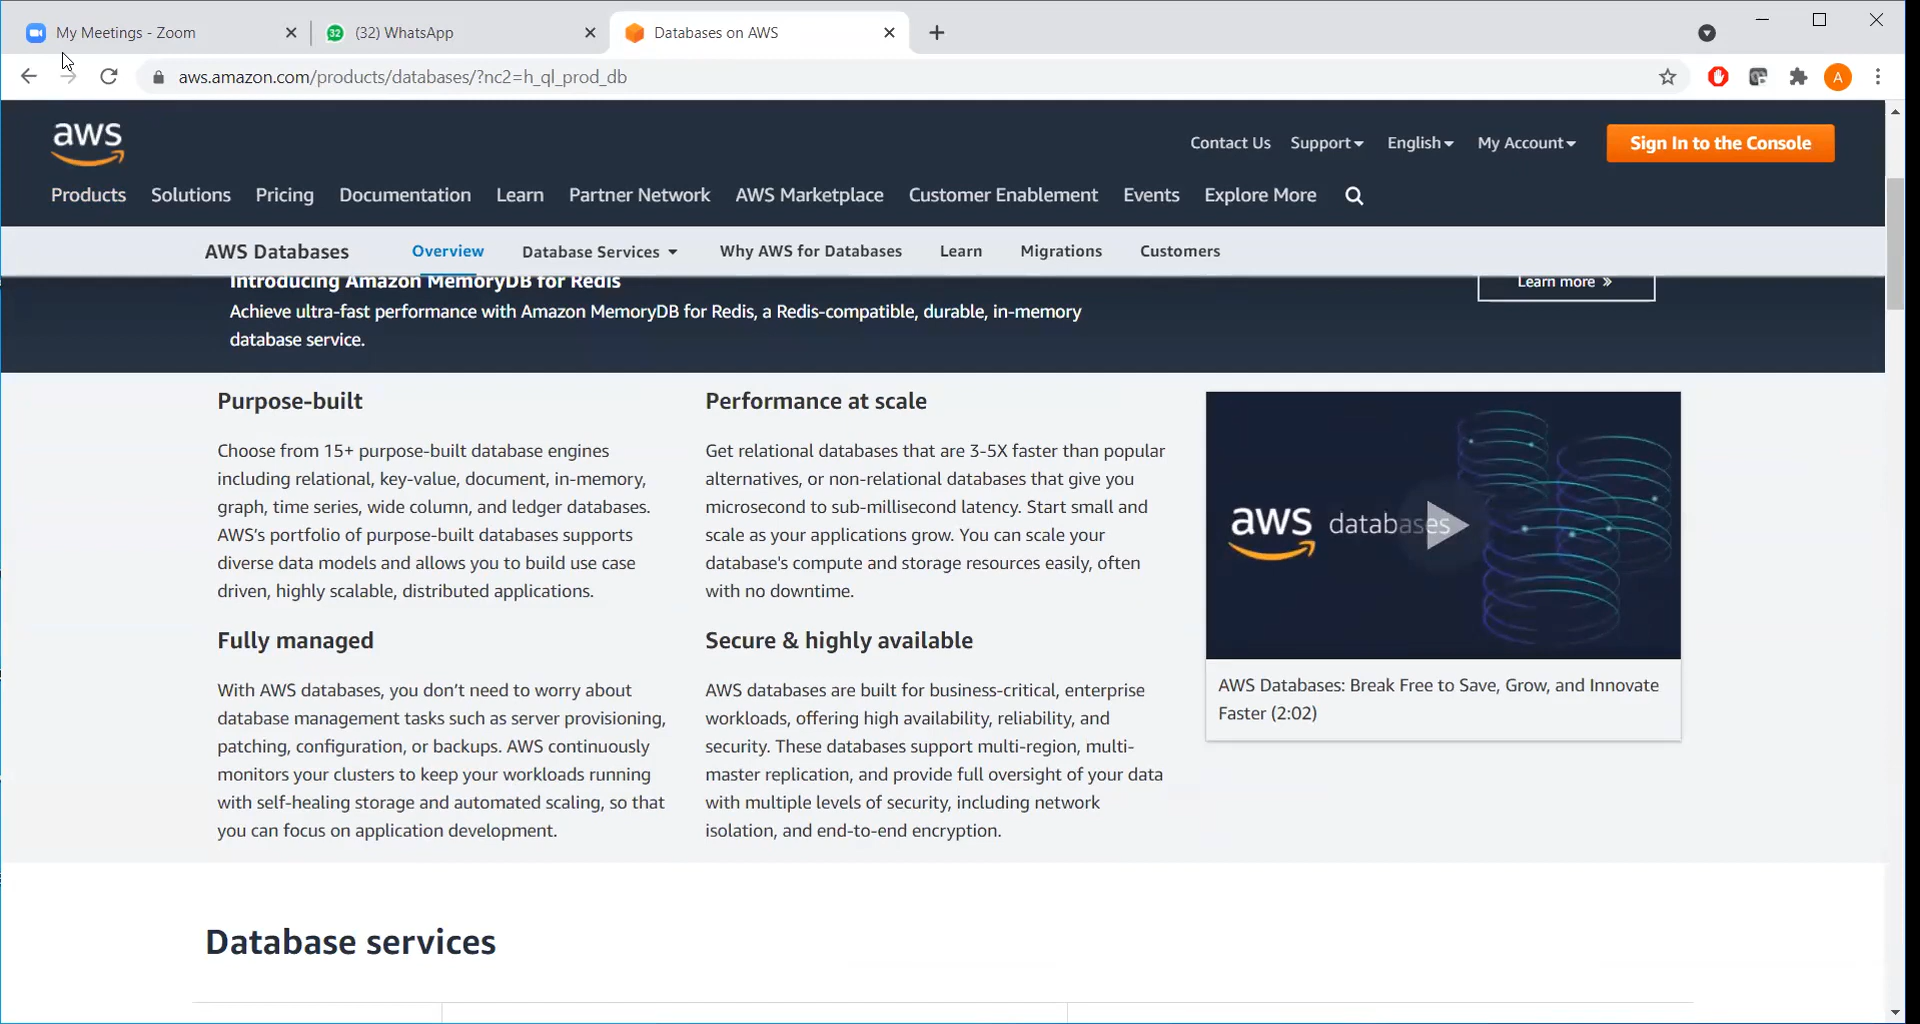 My Meetings - Zoom
32
(32) WhatsApp
Databases on AWS
aws.amazon.com/products/databases/?nc2=h_ql_prod_db
A
aws
Contact Us
Support
English
My Account
Sign In to the Console
Products
Solutions
Pricing
Documentation
Learn
Partner Network
AWS Marketplace
Customer Enablement
Events
Explore More
AWS Databases
Overview
Database Services
Why AWS for Databases
Learn
Migrations
Customers
Introducing Amazon MemoryDB for Redis
Achieve ultra-fast performance with Amazon MemoryDB for Redis, a Redis-compatible, durable, in-memory
database service.
Learn more »
Purpose-built
Choose from 15+ purpose-built database engines
including relational, key-value, document, in-memory,
graph, time series, wide column, and ledger databases.
AWS’s portfolio of purpose-built databases supports
diverse data models and allows you to build use case
driven, highly scalable, distributed applications.
Performance at scale
Get relational databases that are 3-5X faster than popular
alternatives, or non-relational databases that give you
microsecond to sub-millisecond latency. Start small and
scale as your applications grow. You can scale your
database's compute and storage resources easily, often
with no downtime.
aws databases
AWS Databases: Break Free to Save, Grow, and Innovate
Faster (2:02)
Fully managed
With AWS databases, you don’t need to worry about
database management tasks such as server provisioning,
patching, configuration, or backups. AWS continuously
monitors your clusters to keep your workloads running
with self-healing storage and automated scaling, so that
you can focus on application development.
Secure & highly available
AWS databases are built for business-critical, enterprise
workloads, offering high availability, reliability, and
security. These databases support multi-region, multi-
master replication, and provide full oversight of your data
with multiple levels of security, including network
isolation, and end-to-end encryption.
Database services